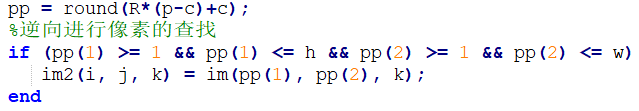 pp = round(R*(p-c)+c);
%逆向进行像素的查找
if (pp(1) >= 1 && pp(1) <= h && pp(2) >= 1 && pp(2) <= w)
    im2(i, j, k) = im(pp(1), pp(2), k);
end